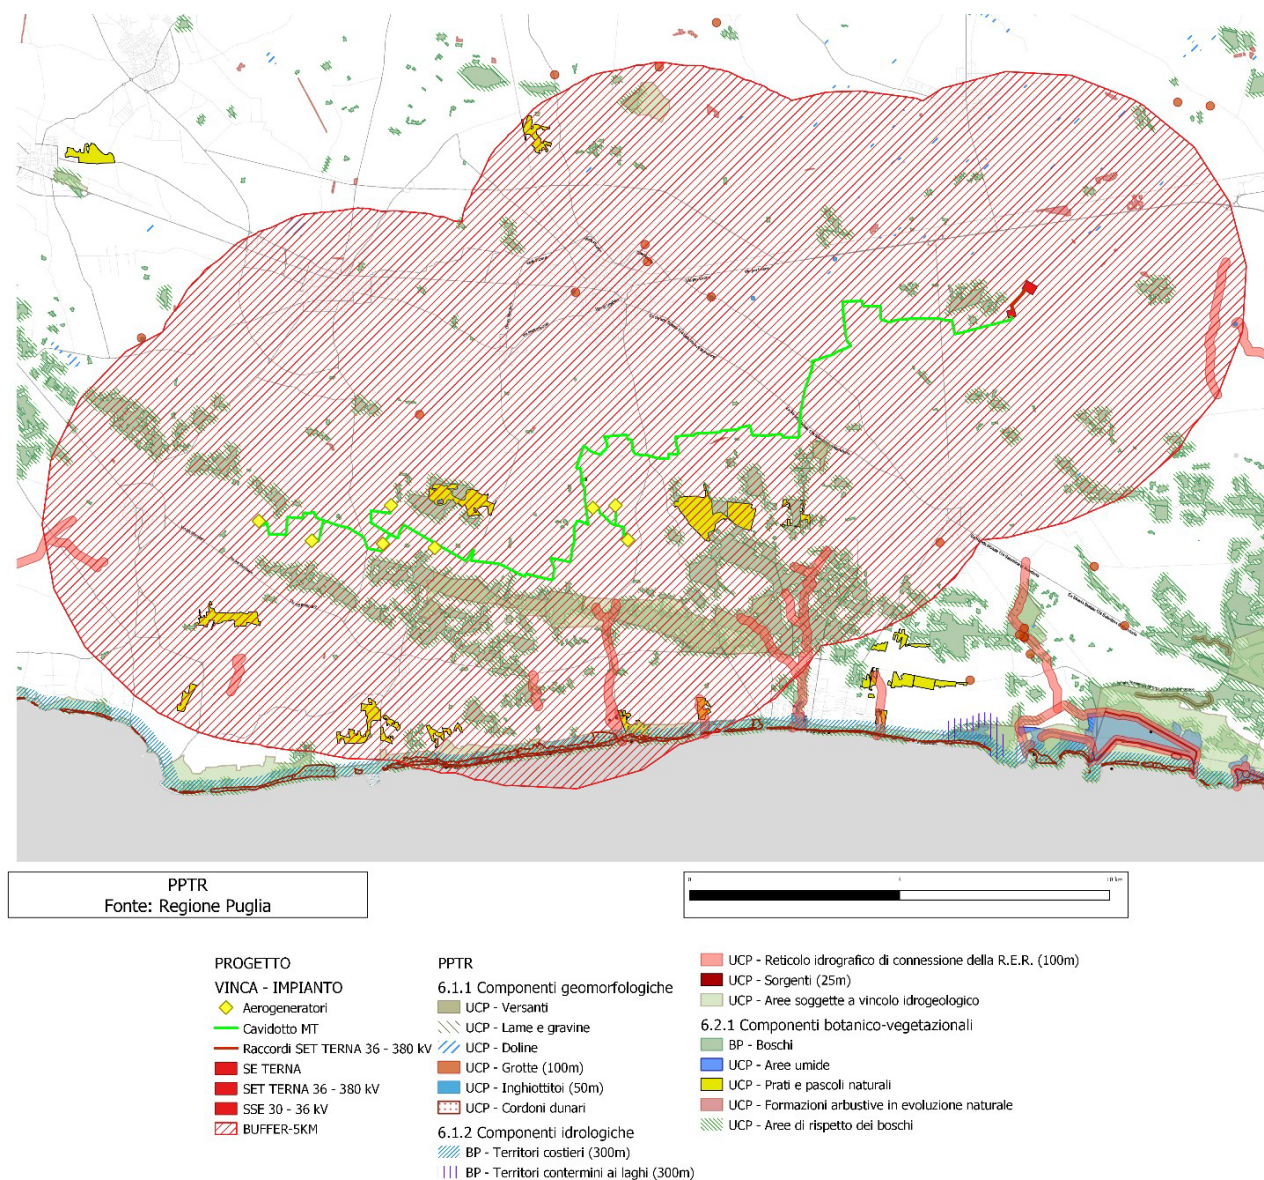 PPTR
Fonte: Regione Puglia
0
10 km
PROGETTO
VINCA - IMPIANTO
Aerogeneratori
Cavidotto MT
Raccordi SET TERNA 36 - 380 kV
SE TERNA
SET TERNA 36 - 380 kV
SSE 30 - 36 kV
BUFFER-5KM
PPTR
6.1.1 Componenti geomorfologiche
UCP - Versanti
UCP - Lame e gravine
UCP - Doline
UCP - Grotte (100m)
UCP - Inghiottitoi (50m)
UCP - Cordoni dunari
6.1.2 Componenti idrologiche
BP - Territori costieri (300m)
BP - Territori contermini ai laghi (300m)
UCP - Reticolo idrografico di connessione della R.E.R. (100m)
UCP - Sorgenti (25m)
UCP - Aree soggette a vincolo idrogeologico
6.2.1 Componenti botanico-vegetazionali
BP - Boschi
UCP - Aree umide
UCP - Prati e pascoli naturali
UCP - Formazioni arbustive in evoluzione naturale
UCP - Aree di rispetto dei boschi